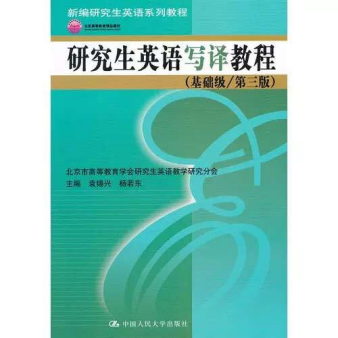 新编研究生英语系列教程
研究生英语写译教程
(基础级/第三版)
北京市高等教育学会研究生英语教学研究分会
主编 袁锡兴 杨若东
中国人民大学出版社